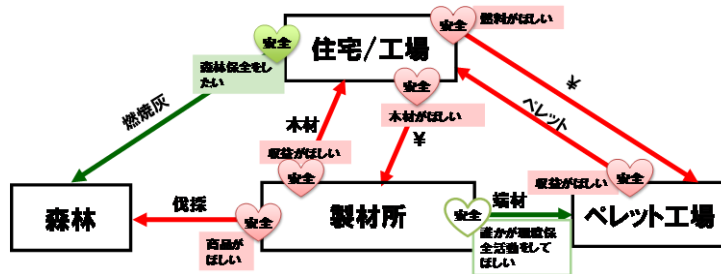 安全
燃料がほしい
安全
住宅/工場
森林保全をし
たい
安全
木材がほしい
¥
ペレット
¥
燃焼灰
木材
収益がほしい
安全
収益がほしい
安全
森林
伐採
安全
商品が
ほしい
製材所
安全
端材
誰かが環境保
全活動をして
ほしい
ペレット工場